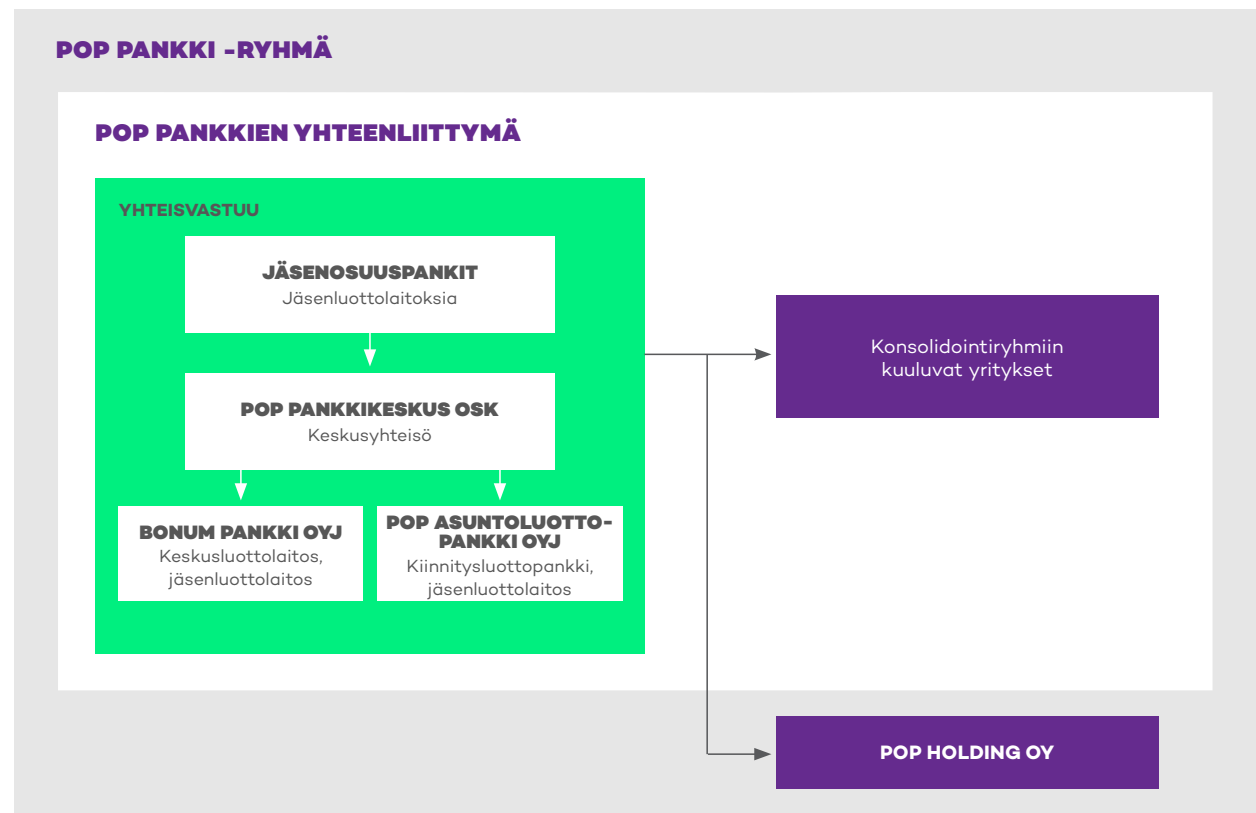 POP PANKKI -RYHMÄ
POP PANKKIEN YHTEENLIITTYMÄ
YHTEISVASTUU
JÄSENOSUUSPANKIT
Jäsenluottolaitoksia
POP PANKKIKESKUS OSK
Keskusyhteisö
BONUM PANKKI OYJ
Keskusluottolaitos,
jäsenluottolaitos
POP ASUNTOLUOTTO-
PANKKI OYJ
Kiinnitysluottopankki,
jäsenluottolaitos
Konsolidointiryhmiin
kuuluvat yritykset
POP HOLDING OY